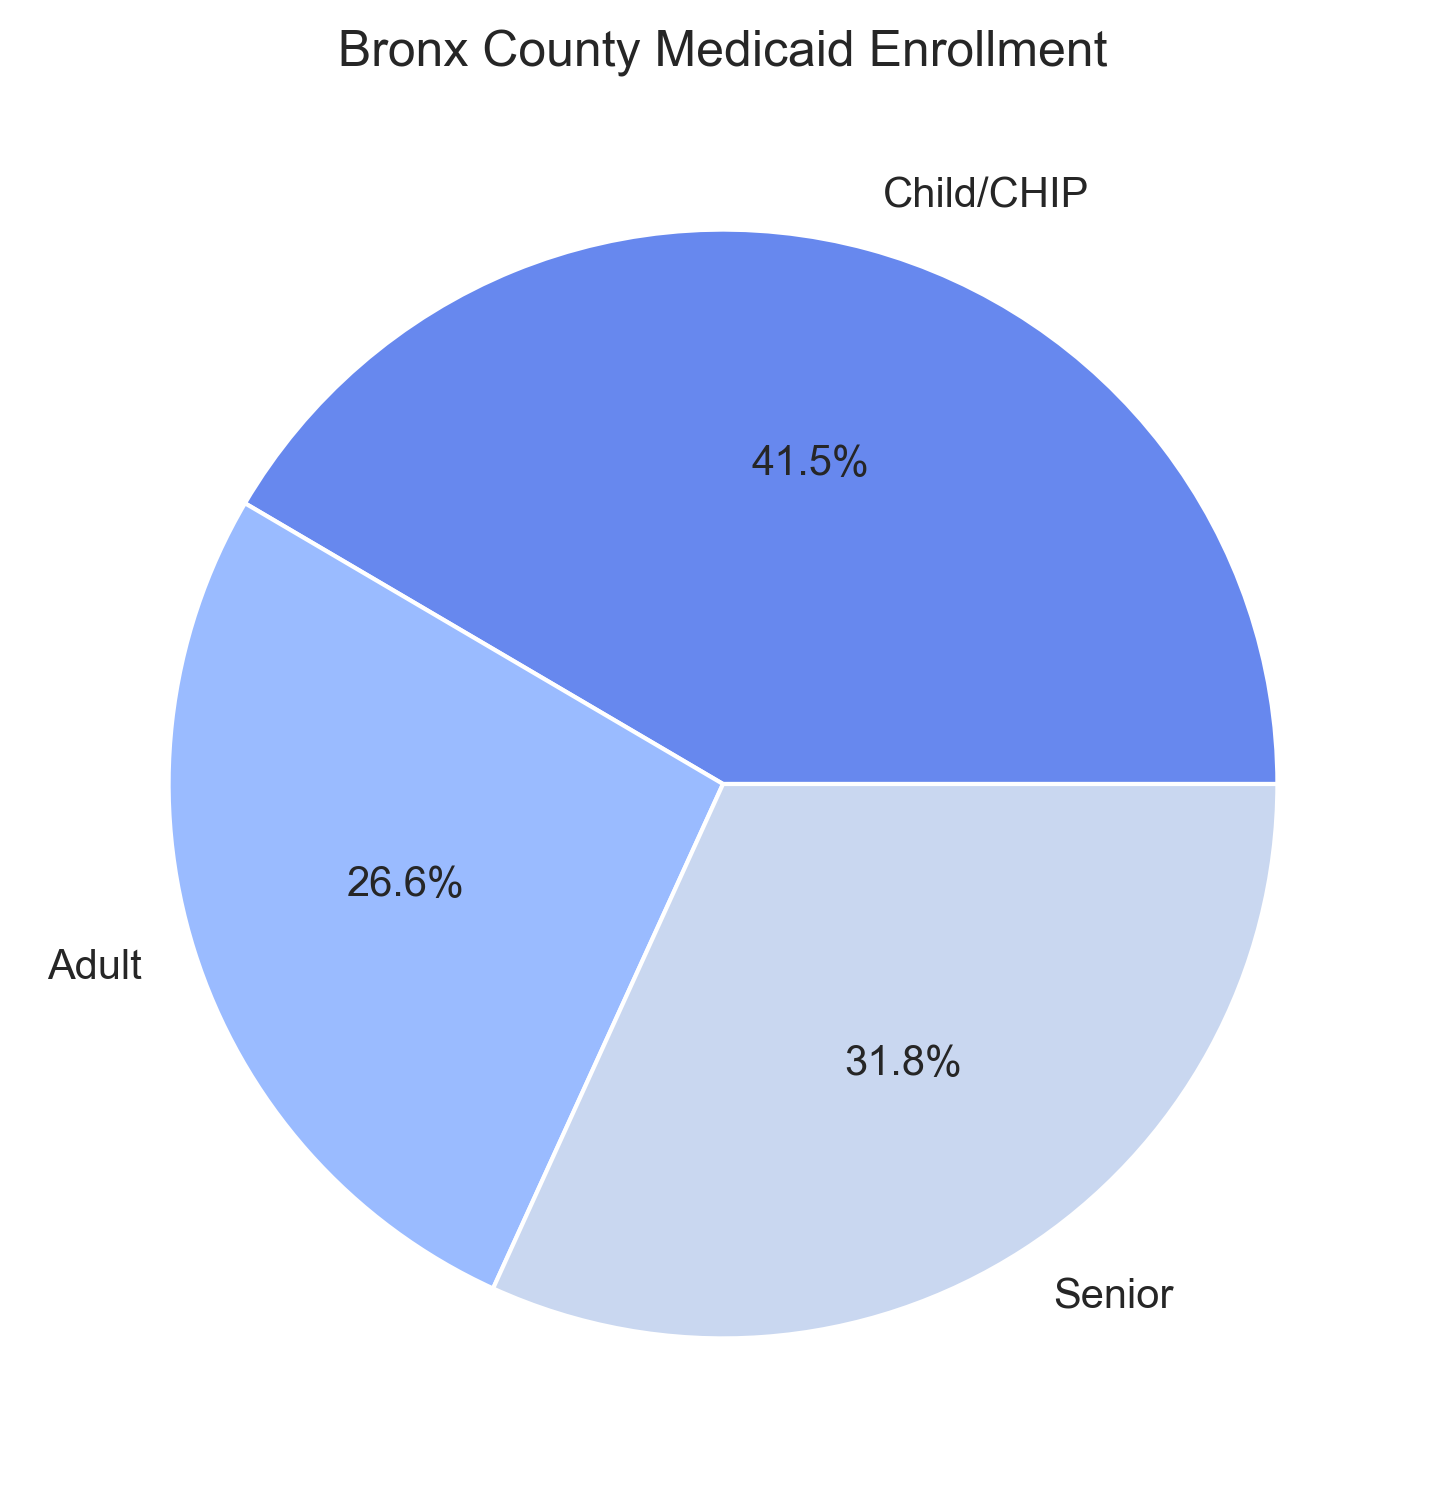 Bronx County Medicaid Enrollment
Child/CHIP
41.5%
26.6%
Adult
31.8%
Senior